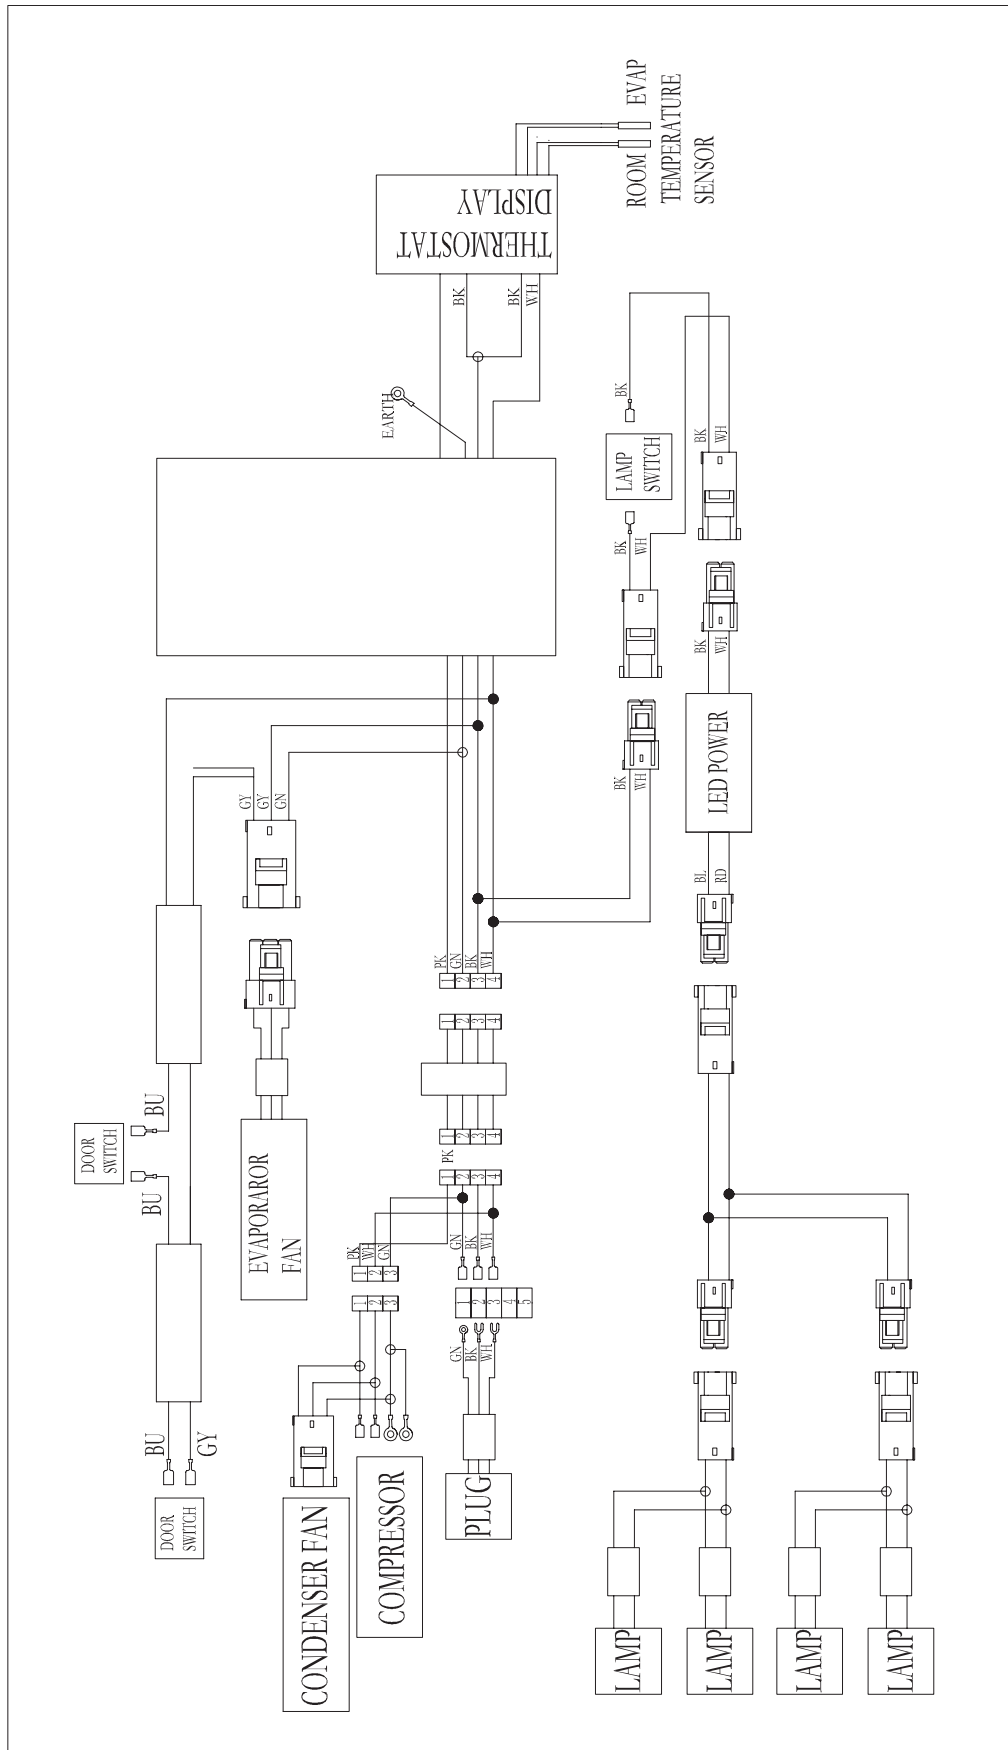 EVAP
ROOM
TEMPERATURE
SENSOR
THERMOSTAT
DISPLAY
BK
BK
WH
EARTH
BK
LAMP
SWITCH
BK
WH
BK
WH
BK
WH
BK
WH
LED POWER
BL
RD
GY
GY
GN
PK
GN
BK
WH
1
2
3
4
1
2
3
4
1
2
3
4
PK
1
2
3
4
BU
DOOR
SWITCH
BU
EVAPORAROR
FAN
PK
WH
GN
1
2
3
1
2
3
GN
BK
WH
1
2
3
4
5
GN
BK
WH
BU
GY
DOOR
SWITCH
CONDENSER FAN
COMPRESSOR
PLUG
LAMP
LAMP
LAMP
LAMP